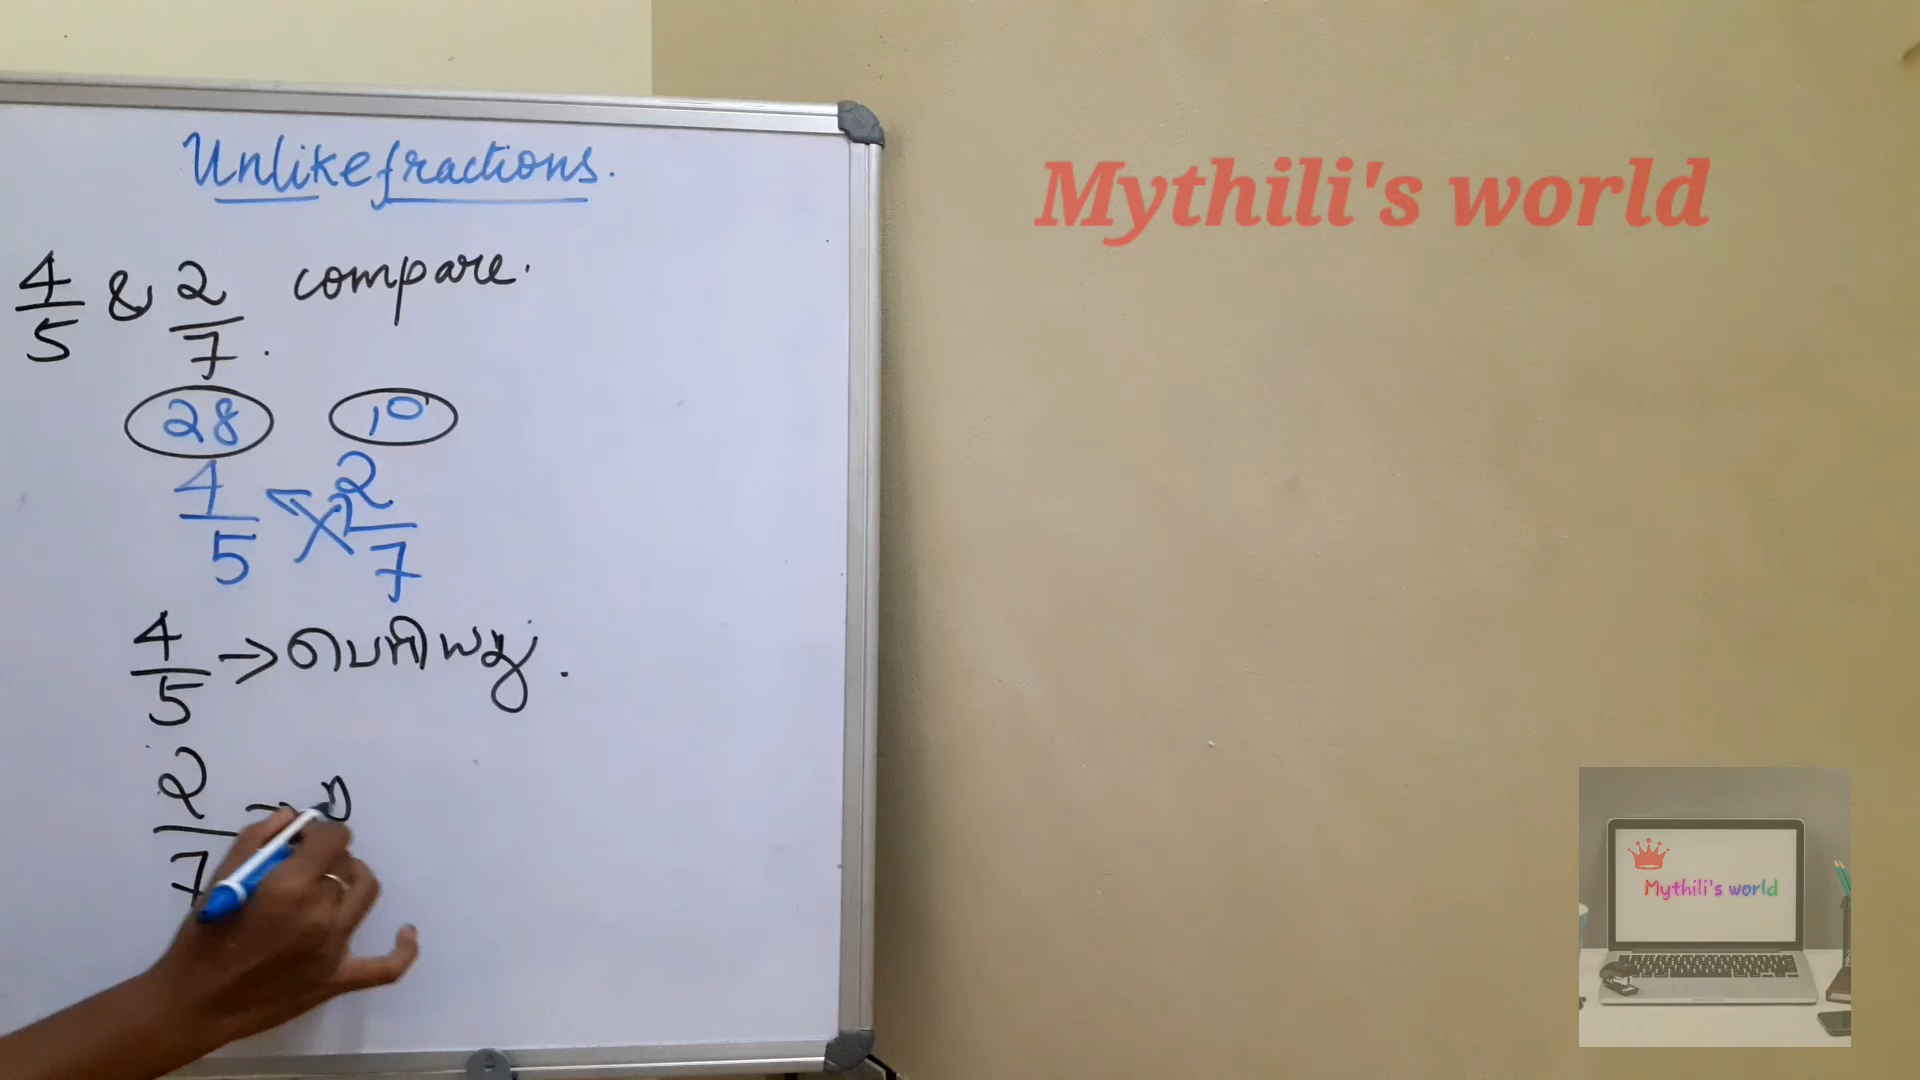 Unlike fractions.
4/5 & 2/7 . compare.
28 10
4/5 2/7
4/5 → பெரியது.
2/7 →
Mythili's world
Mythili's world